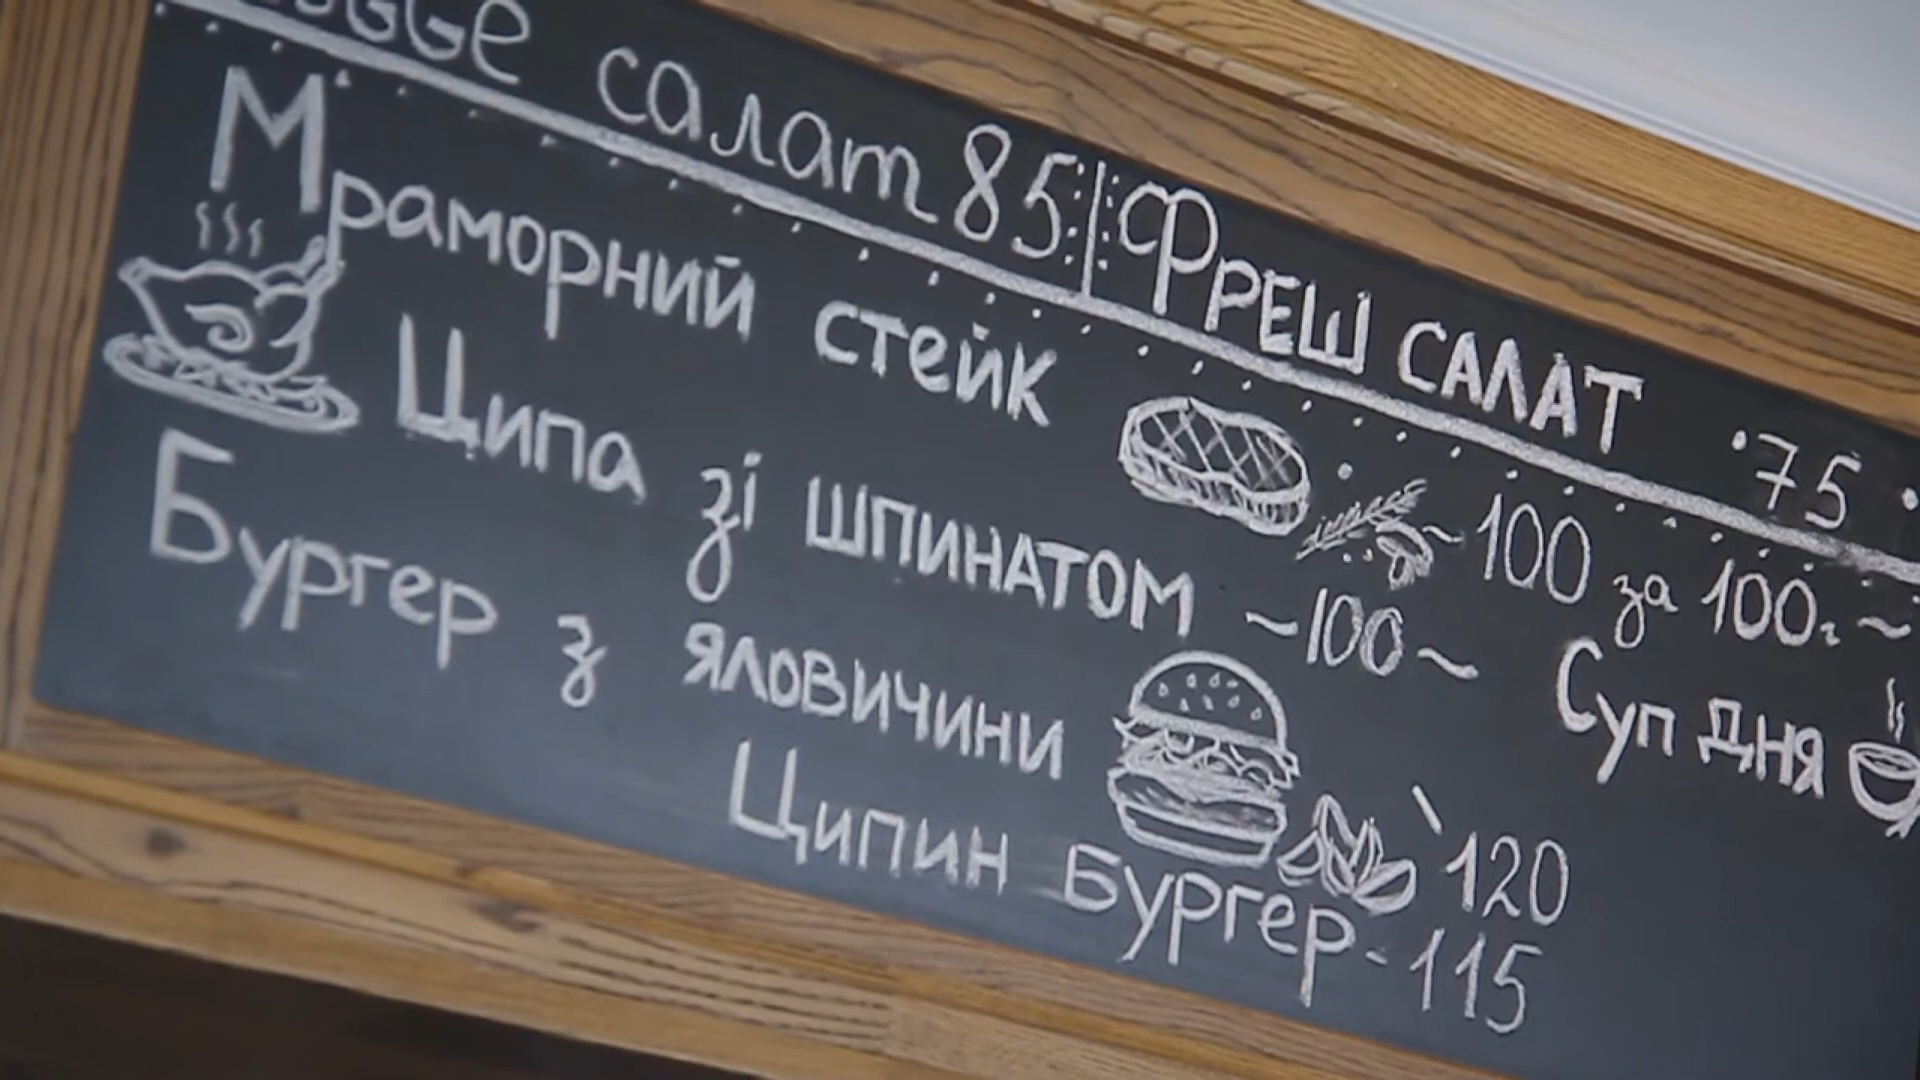 салат 85 | ФРЕШ САЛАТ • 75 •
Мраморний стейк ~ 100 за 100г ~
Ципа зі шпинатом ~ 100 ~
Суп дня
Бургер з яловичини 120
Ципин Бургер - 115